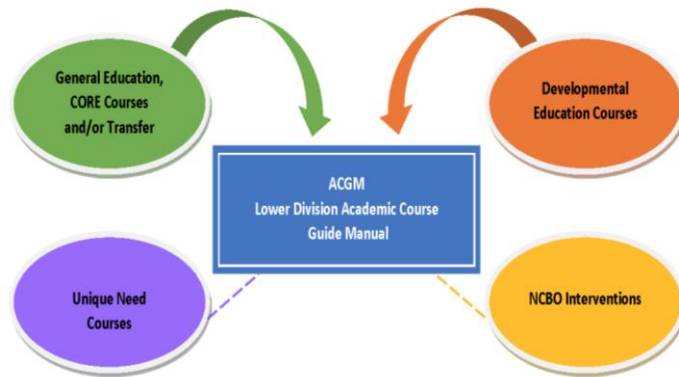 General Education,
CORE Courses
and/or Transfer
Developmental
Education Courses
ACGM
Lower Division Academic Course
Guide Manual
Unique Need
Courses
NCBO Interventions